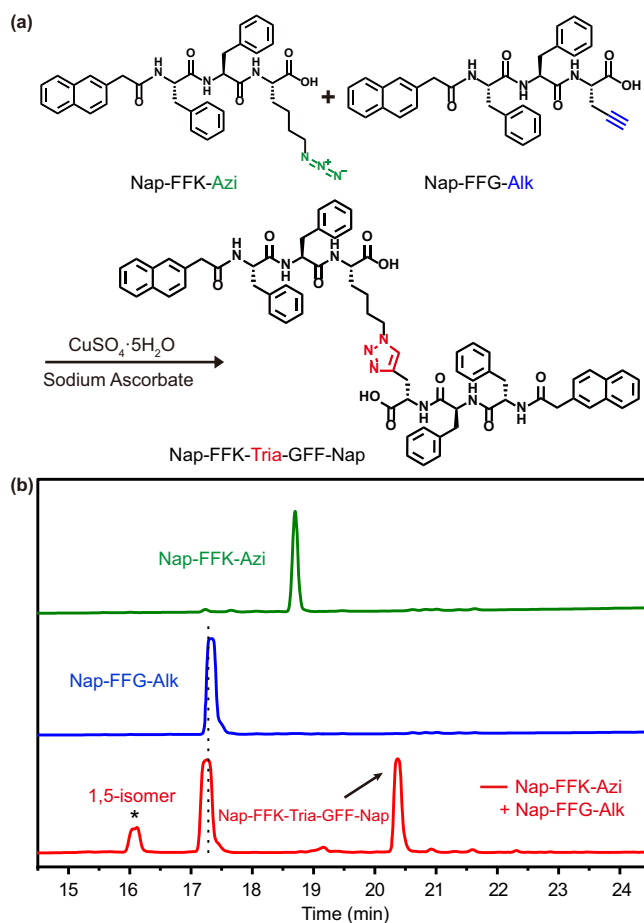 (a)
O H N O N H O H N O OH
N N + N −
Nap-FFK-Azi
+
O H N O N H O H N O OH
Nap-FFG-Alk
O H N O N H O H N O OH
N N N
CuSO₄·5H₂O
Sodium Ascorbate
HO O N H O H N O N H O
Nap-FFK-Tria-GFF-Nap
(b)
Nap-FFK-Azi
Nap-FFG-Alk
1,5-isomer
*
Nap-FFK-Tria-GFF-Nap
Nap-FFK-Azi
+ Nap-FFG-Alk
15 16 17 18 19 20 21 22 23 24
Time (min)